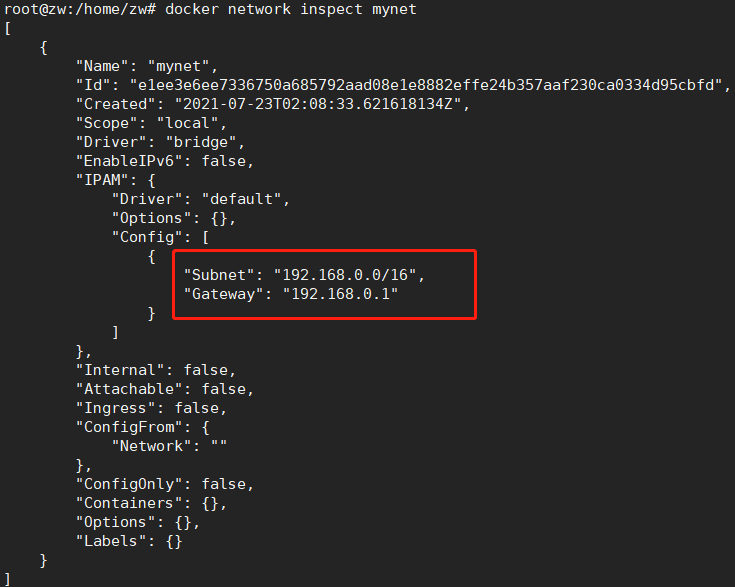 root@zw:/home/zw# docker network inspect mynet
[
    {
        "Name": "mynet",
        "Id": "e1ee3e6ee7336750a685792aad08e1e8882effe24b357aaf230ca0334d95cbfd",
        "Created": "2021-07-23T02:08:33.621618134Z",
        "Scope": "local",
        "Driver": "bridge",
        "EnableIPv6": false,
        "IPAM": {
            "Driver": "default",
            "Options": {},
            "Config": [
                {
                    "Subnet": "192.168.0.0/16",
                    "Gateway": "192.168.0.1"
                }
            ]
        },
        "Internal": false,
        "Attachable": false,
        "Ingress": false,
        "ConfigFrom": {
            "Network": ""
        },
        "ConfigOnly": false,
        "Containers": {},
        "Options": {},
        "Labels": {}
    }
]